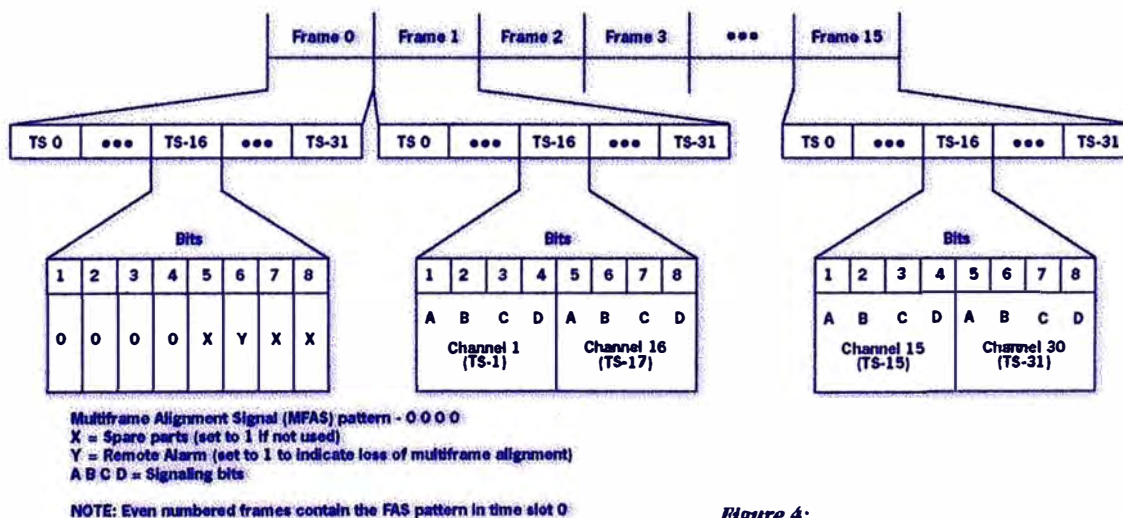 Frame 0 Frame 1 Frame 2 Frame 3 ••• Frame 15
TS 0 ••• TS-16 ••• TS-31 TS 0 ••• TS-16 ••• TS-31 TS 0 ••• TS-16 ••• TS-31
Bits Bits Bits
1 2 3 4 5 6 7 8 1 2 3 4 5 6 7 8 1 2 3 4 5 6 7 8
0 0 0 0 X Y X X A B C D A B C D A B C D A B C D
Channel 1 Channel 16 Channel 15 Channel 30
(TS-1) (TS-17) (TS-15) (TS-31)
Multiframe Alignment Signal (MFAS) pattern - 0 0 0 0
X = Spare parts (set to 1 if not used)
Y = Remote Alarm (set to 1 to indicate loss of multiframe alignment)
A B C D = Signaling bits
NOTE: Even numbered frames contain the FAS pattern in time slot 0
Figure 4: